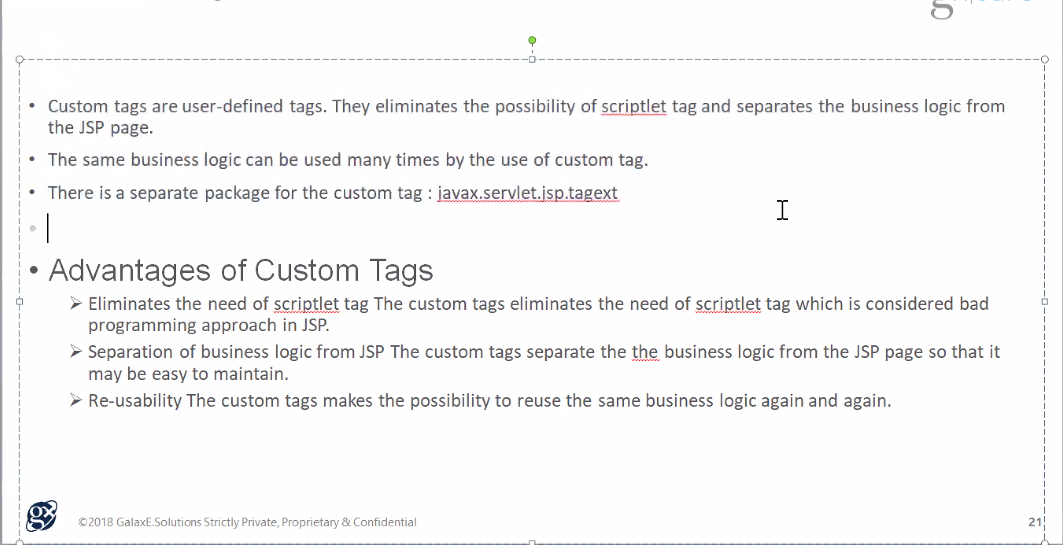 Custom tags are user-defined tags. They eliminates the possibility of scriptlet tag and separates the business logic from
the JSP page.
The same business logic can be used many times by the use of custom tag.
There is a separate package for the custom tag : javax.servlet.jsp.tagext
Advantages of Custom Tags
Eliminates the need of scriptlet tag The custom tags eliminates the need of scriptlet tag which is considered bad
programming approach in JSP.
Separation of business logic from JSP The custom tags separate the the business logic from the JSP page so that it
may be easy to maintain.
Re-usability The custom tags makes the possibility to reuse the same business logic again and again.
gx
©2018 GalaxE.Solutions Strictly Private, Proprietary & Confidential
21